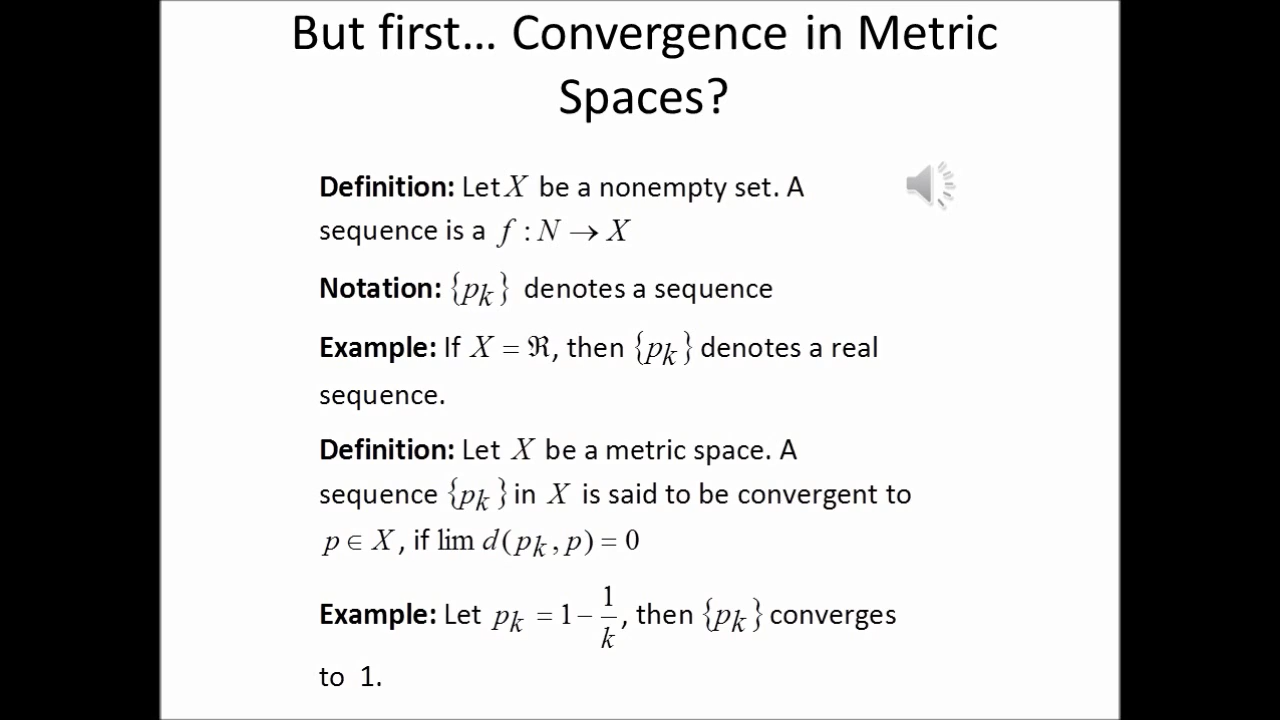 But first… Convergence in Metric
Spaces?
Definition: Let X be a nonempty set. A
sequence is a f : N → X
Notation: {pₖ} denotes a sequence
Example: If X = ℜ, then {pₖ} denotes a real
sequence.
Definition: Let X be a metric space. A
sequence {pₖ} in X is said to be convergent to
p ∈ X, if lim d(pₖ, p) = 0
Example: Let pₖ = 1 − 1/k, then {pₖ} converges
to 1.